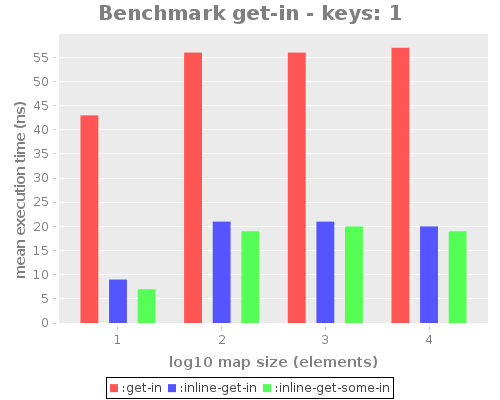 Benchmark get-in - keys: 1
55
50
45
40
35
30
25
20
15
10
5
0
mean execution time (ns)
1 2 3 4
log10 map size (elements)
:get-in :inline-get-in :inline-get-some-in